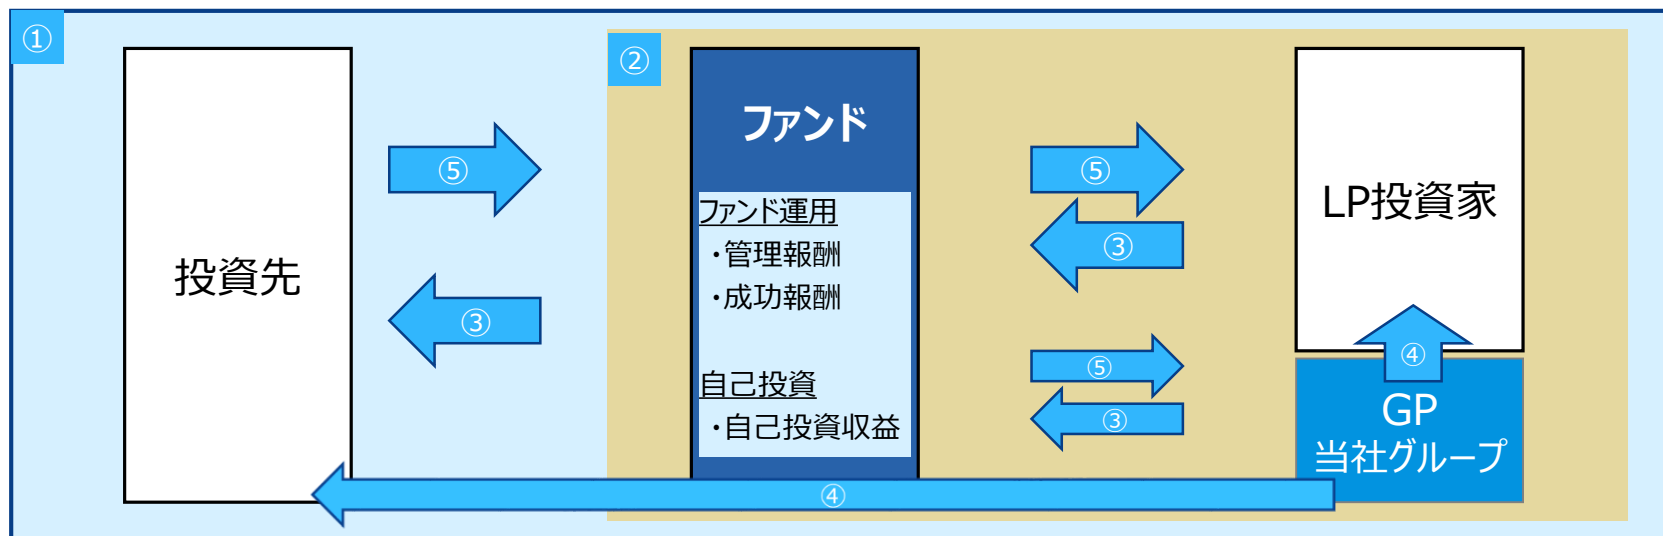 ①
②
投資先
⑤
③
ファンド
ファンド運用
・管理報酬
・成功報酬
自己投資
・自己投資収益
⑤
③
⑤
③
LP投資家
④
GP
当社グループ
④